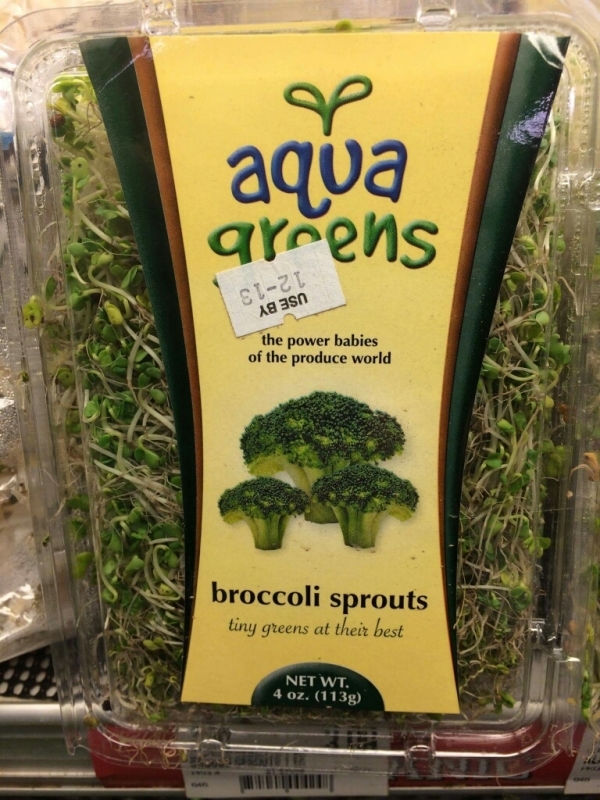 aqua
greens
USE BY
12-13
the power babies
of the produce world
broccoli sprouts
tiny greens at their best
NET WT.
4 oz. (113g)